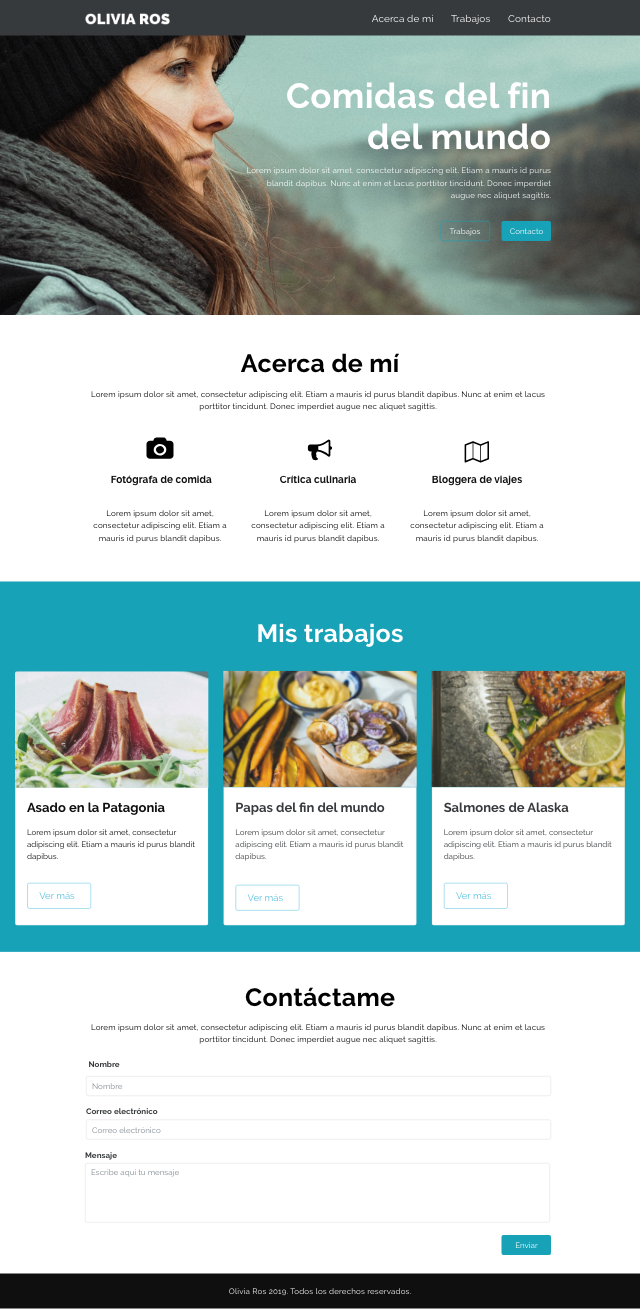 OLIVIA ROS
Acerca de mi Trabajos Contacto
Comidas del fin
del mundo
Lorem ipsum dolor sit amet, consectetur adipiscing elit. Etiam a mauris id purus
blandit dapibus. Nunc at enim et lacus porttitor tincidunt. Donec imperdiet
augue nec aliquet sagittis.
Trabajos Contacto
Acerca de mí
Lorem ipsum dolor sit amet, consectetur adipiscing elit. Etiam a mauris id purus blandit dapibus. Nunc at enim et lacus
porttitor tincidunt. Donec imperdiet augue nec aliquet sagittis.
Fotógrafa de comida
Lorem ipsum dolor sit amet,
consectetur adipiscing elit. Etiam a
mauris id purus blandit dapibus.
Crítica culinaria
Lorem ipsum dolor sit amet,
consectetur adipiscing elit. Etiam a
mauris id purus blandit dapibus.
Bloggera de viajes
Lorem ipsum dolor sit amet,
consectetur adipiscing elit. Etiam a
mauris id purus blandit dapibus.
Mis trabajos
Asado en la Patagonia
Lorem ipsum dolor sit amet, consectetur
adipiscing elit. Etiam a mauris id purus blandit
dapibus.
Ver más
Papas del fin del mundo
Lorem ipsum dolor sit amet, consectetur
adipiscing elit. Etiam a mauris id purus blandit
dapibus.
Ver más
Salmones de Alaska
Lorem ipsum dolor sit amet, consectetur
adipiscing elit. Etiam a mauris id purus blandit
dapibus.
Ver más
Contáctame
Lorem ipsum dolor sit amet, consectetur adipiscing elit. Etiam a mauris id purus blandit dapibus. Nunc at enim et lacus
porttitor tincidunt. Donec imperdiet augue nec aliquet sagittis.
Nombre
Nombre
Correo electrónico
Correo electrónico
Mensaje
Escribe aquí tu mensaje
Enviar
Olivia Ros 2019. Todos los derechos reservados.